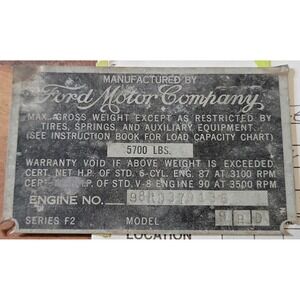 MANUFACTURED BY
Ford Motor Company
MAX. GROSS WEIGHT EXCEPT AS RESTRICTED BY
TIRES, SPRINGS, AND AUXILIARY EQUIPMENT.
(SEE INSTRUCTION BOOK FOR LOAD CAPACITY CHART)
5700 LBS.
WARRANTY VOID IF ABOVE WEIGHT IS EXCEEDED.
CERT. NET H.P. OF STD. 6-CYL. ENG. 87 AT 3100 RPM
CERT. H.P. OF STD. V-8 ENGINE 90 AT 3500 RPM
ENGINE NO.
SERIES F2 MODEL
LOCATION